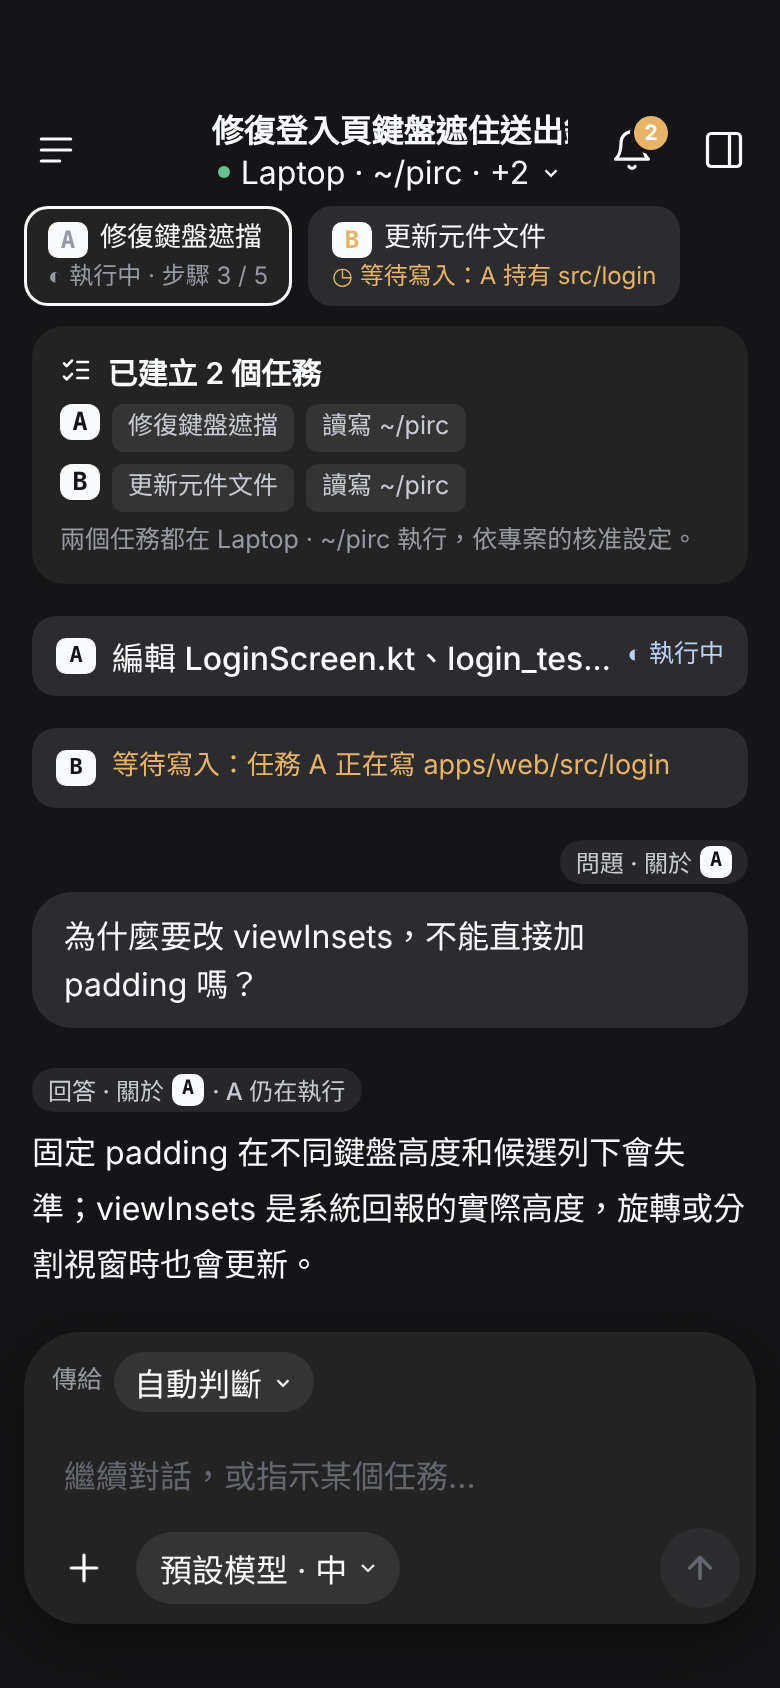 修復登入頁鍵盤遮住送出
2
Laptop · ~/pirc · +2
A 修復鍵盤遮擋
執行中 · 步驟 3 / 5
B 更新元件文件
等待寫入：A 持有 src/login
已建立 2 個任務
A 修復鍵盤遮擋 讀寫 ~/pirc
B 更新元件文件 讀寫 ~/pirc
兩個任務都在 Laptop · ~/pirc 執行，依專案的核准設定。
A 編輯 LoginScreen.kt、login_tes... 執行中
B 等待寫入：任務 A 正在寫 apps/web/src/login
問題 · 關於 A
為什麼要改 viewInsets，不能直接加
padding 嗎？
回答 · 關於 A · A 仍在執行
固定 padding 在不同鍵盤高度和候選列下會失
準；viewInsets 是系統回報的實際高度，旋轉或分
割視窗時也會更新。
傳給 自動判斷
繼續對話，或指示某個任務...
預設模型 · 中